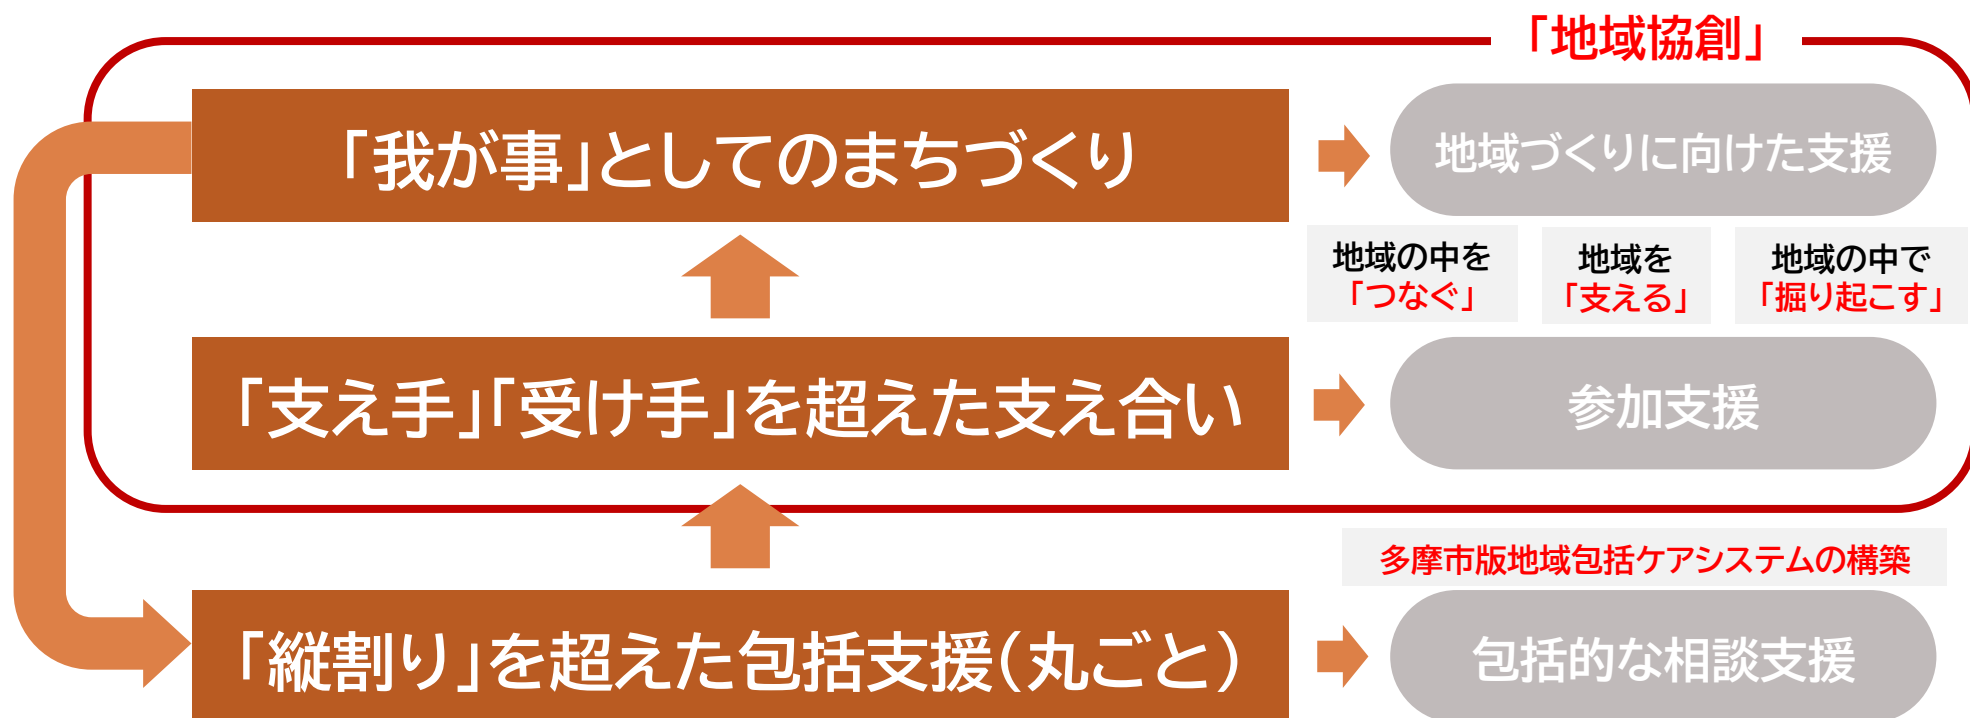 「地域協創」
「我が事」としてのまちづくり
地域づくりに向けた支援
地域の中を
「つなぐ」
地域を
「支える」
地域の中で
「掘り起こす」
「支え手」「受け手」を超えた支え合い
参加支援
多摩市版地域包括ケアシステムの構築
「縦割り」を超えた包括支援(丸ごと)
包括的な相談支援